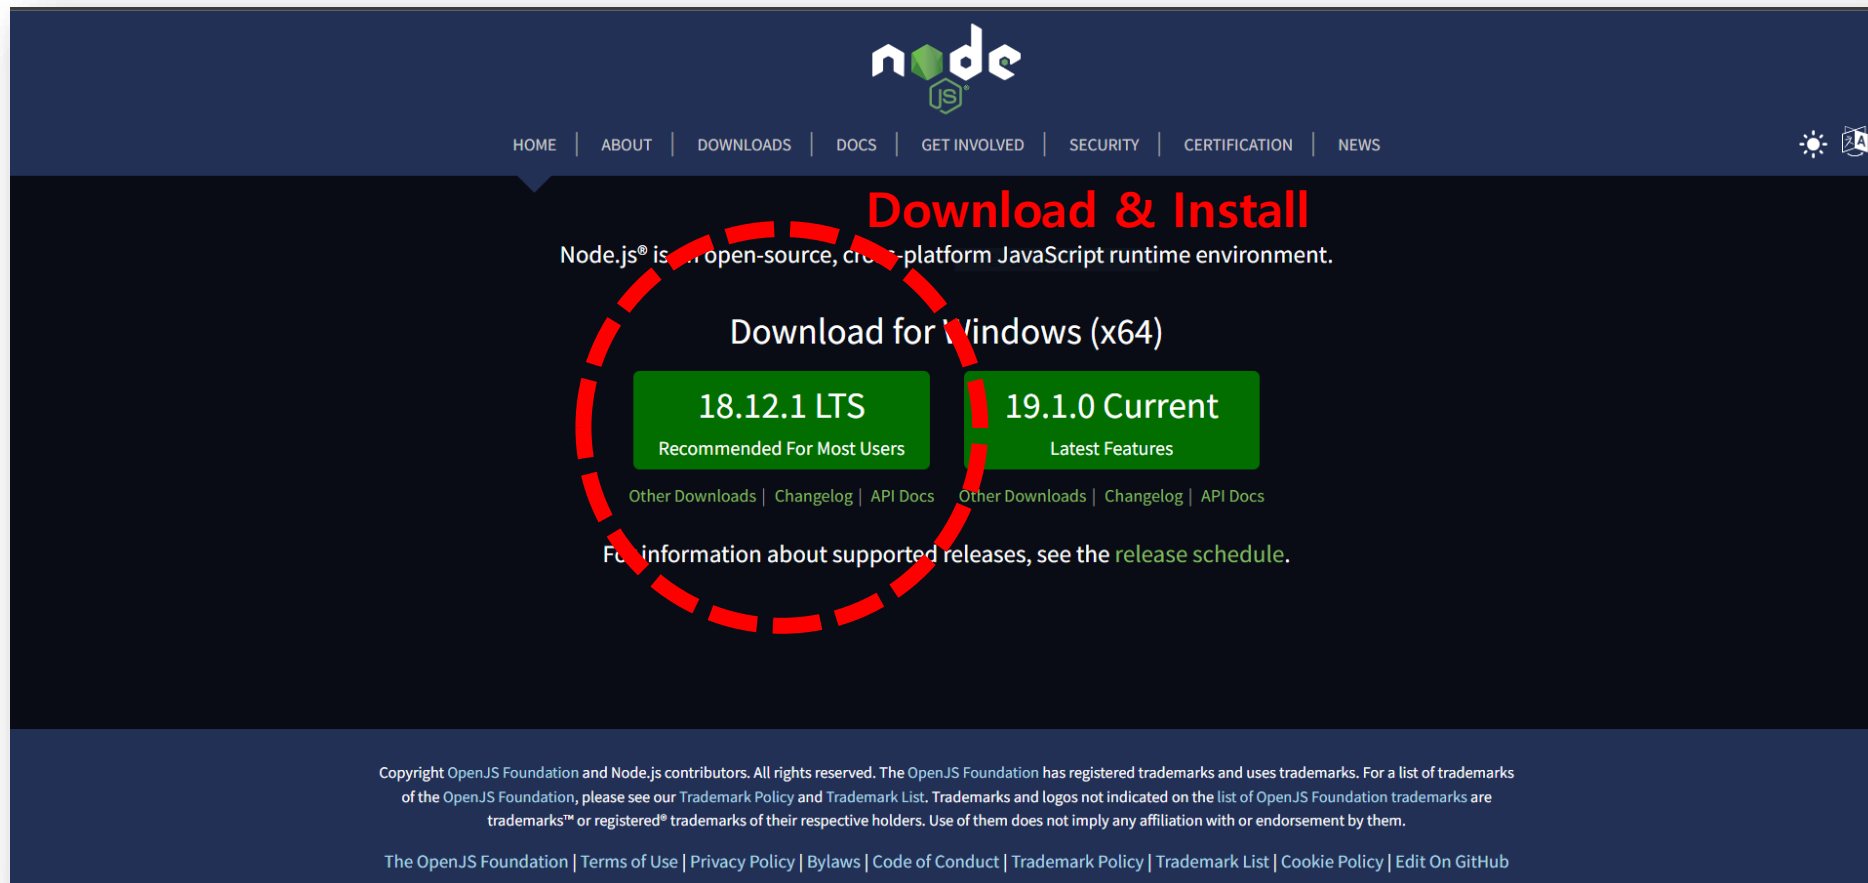 node
JS®
HOME | ABOUT | DOWNLOADS | DOCS | GET INVOLVED | SECURITY | CERTIFICATION | NEWS
Download & Install
Node.js® is an open-source, cross-platform JavaScript runtime environment.
Download for Windows (x64)
18.12.1 LTS
Recommended For Most Users
19.1.0 Current
Latest Features
Other Downloads | Changelog | API Docs
Other Downloads | Changelog | API Docs
For information about supported releases, see the release schedule.
Copyright OpenJS Foundation and Node.js contributors. All rights reserved. The OpenJS Foundation has registered trademarks and uses trademarks. For a list of trademarks
of the OpenJS Foundation, please see our Trademark Policy and Trademark List. Trademarks and logos not indicated on the list of OpenJS Foundation trademarks are
trademarks™ or registered® trademarks of their respective holders. Use of them does not imply any affiliation with or endorsement by them.
The OpenJS Foundation | Terms of Use | Privacy Policy | Bylaws | Code of Conduct | Trademark Policy | Trademark List | Cookie Policy | Edit On GitHub